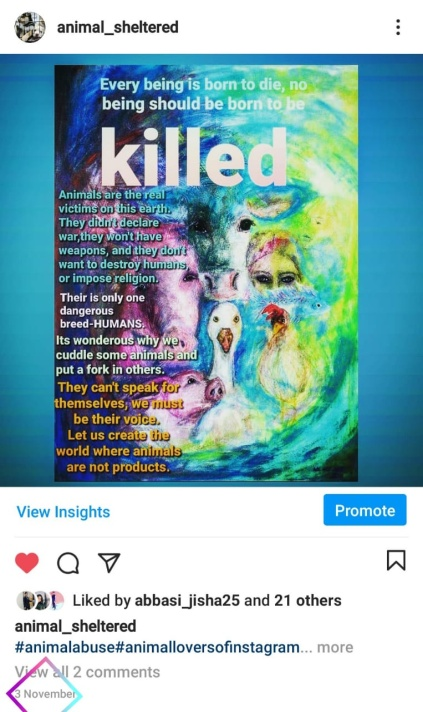 animal_sheltered
Every being is born to die, no
being should be born to be
killed
Animals are the real
victims on this earth.
They didn't declare
war,they won't have
weapons, and they don't
want to destroy humans
or impose religion.
Their is only one
dangerous
breed-HUMANS.
Its wonderous why we
cuddle some animals and
put a fork in others.
They can't speak for
themselves, we must
be their voice.
Let us create the
world where animals
are not products.
View Insights
Promote
Liked by abbasi_jisha25 and 21 others
animal_sheltered
#animalabuse#animalloversofinstagram... more
View all 2 comments
3 November